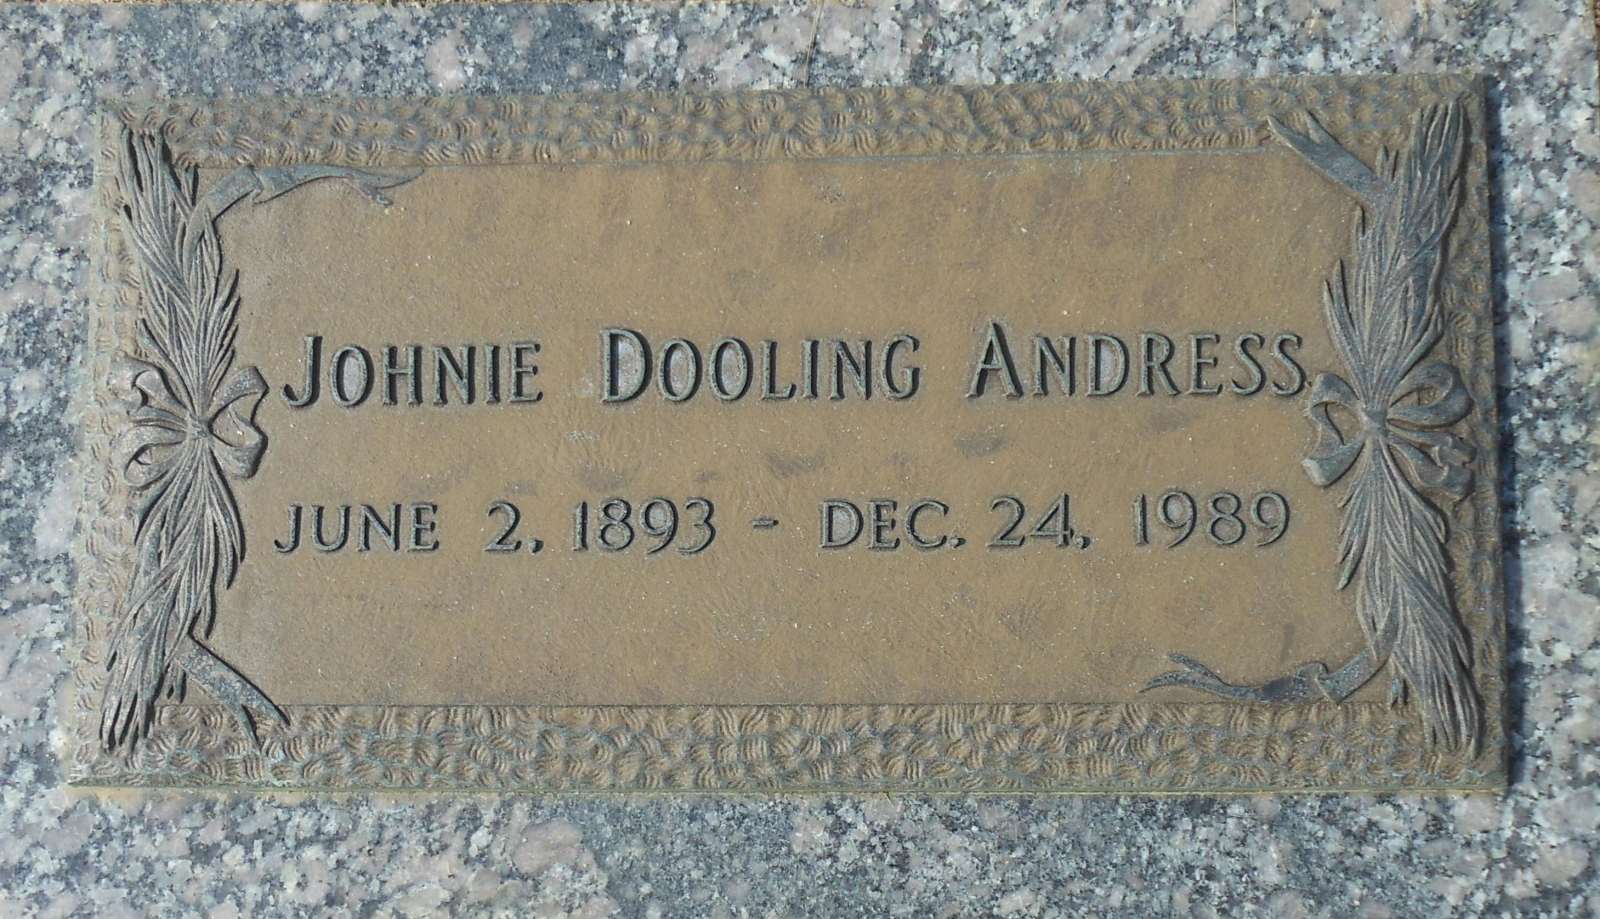 JOHNIE DOOLING ANDRESS
JUNE 2, 1893 - DEC. 24, 1989